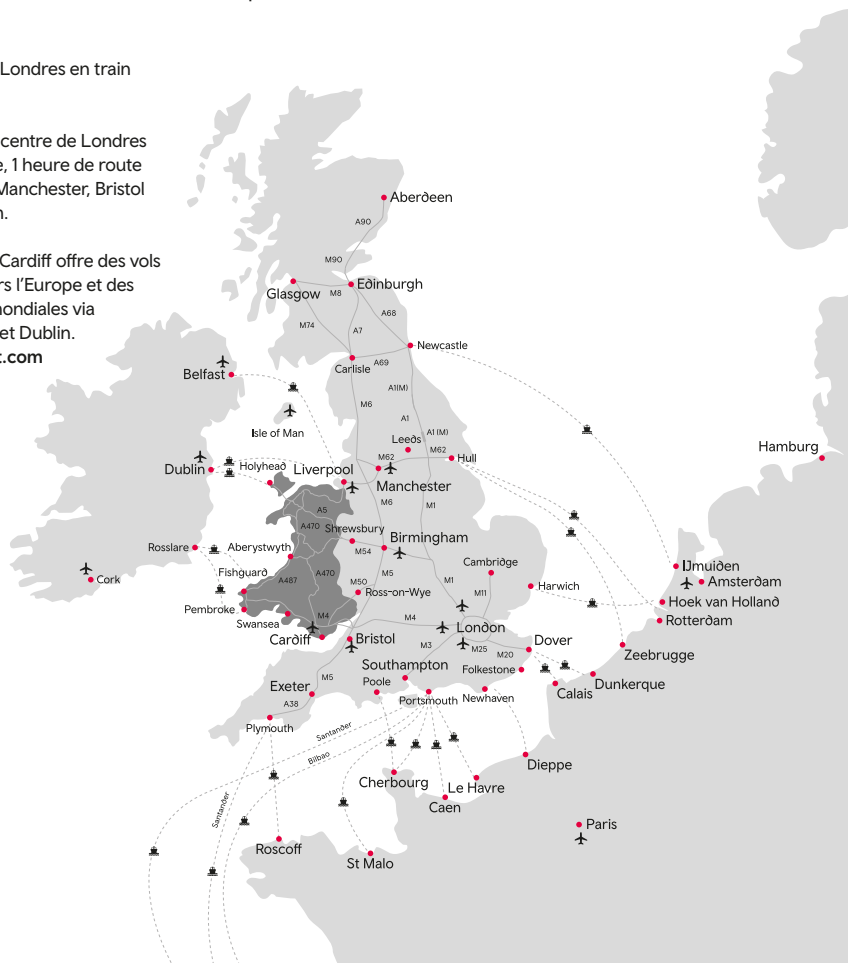 Londres en train
centre de Londres
e, 1 heure de route
Manchester, Bristol
n.
Cardiff offre des vols
rs l’Europe et des
nondiales via
et Dublin.
t.com
Aberdeen
A90
M90
Glasgow
M8
Edinburgh
A68
M74
A7
Newcastle
Carlisle
A69
Belfast
A1(M)
M6
A1
Isle of Man
A1 (M)
Leeds
M62
M62
Hull
Hamburg
Dublin
Holyhead
Liverpool
Manchester
A5
M6
M1
A470
Shrewsbury
Birmingham
Rosslare
Aberystwyth
M54
Cambridge
IJmuiden
Cork
Fishguard
A487
A470
M5
M50
Ross-on-Wye
M1
M11
Harwich
Amsterdam
Hoek van Holland
Pembroke
Swansea
M4
M4
London
Rotterdam
Cardiff
Bristol
M3
M25
M20
Dover
Zeebrugge
Southampton
Folkestone
M5
Exeter
Poole
Portsmouth
Newhaven
Calais
Dunkerque
A38
Plymouth
Santander
Bilbao
Santander
Dieppe
Cherbourg
Le Havre
Caen
Paris
Roscoff
St Malo